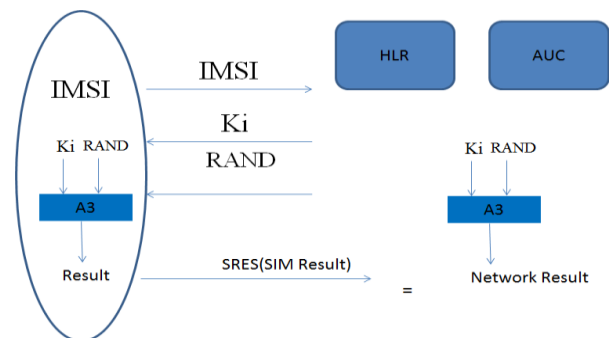 HLR
AUC
IMSI
IMSI
Ki
RAND
Ki RAND
A3
Result
Ki RAND
A3
SRES(SIM Result)
=
Network Result